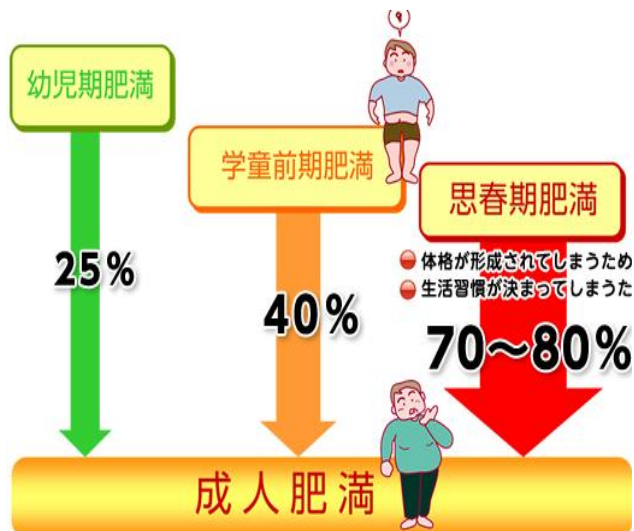 幼児期肥満
25%
学童前期肥満
40%
思春期肥満
体格が形成されてしまうため
生活習慣が決まってしまうた
70〜80%
成人肥満